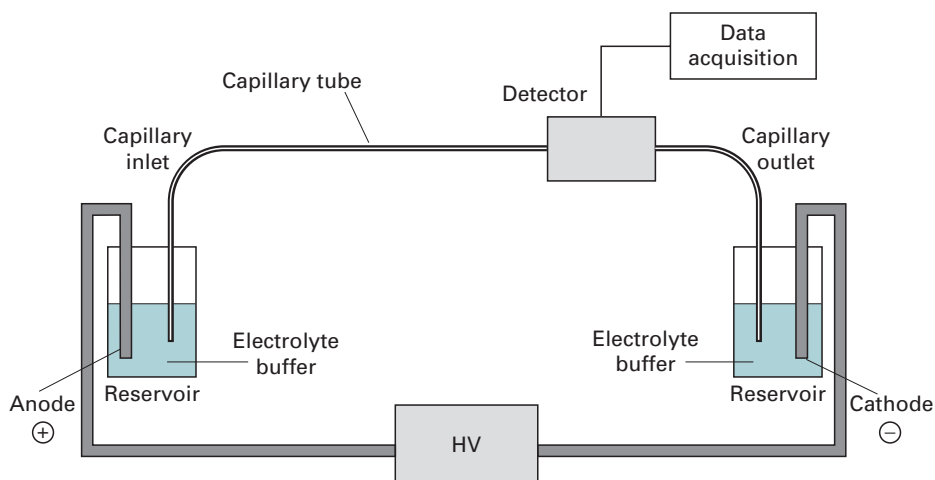 Data
acquisition
Capillary tube
Detector
Capillary
inlet
Capillary
outlet
Electrolyte
buffer
Electrolyte
buffer
Reservoir
Reservoir
Anode
+
Cathode
−
HV